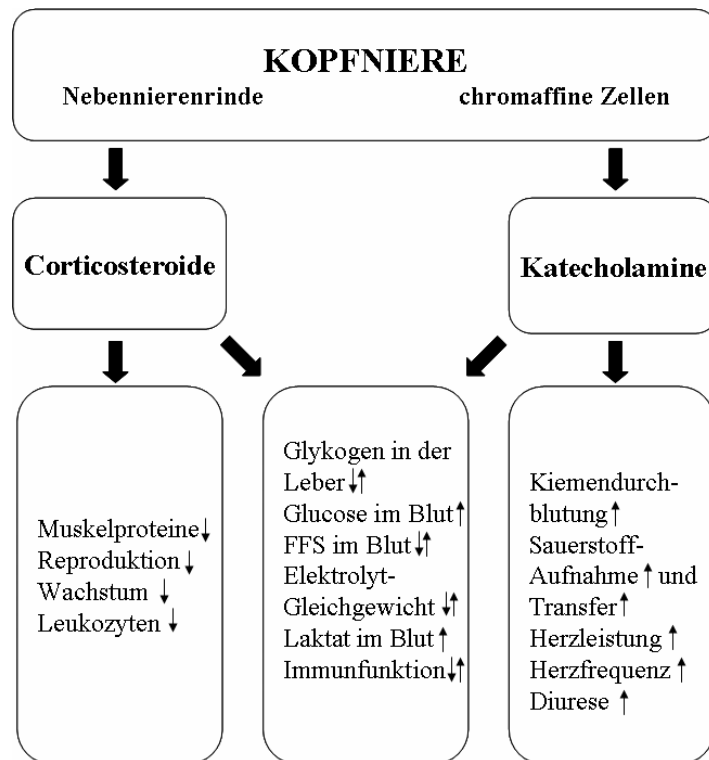 KOPFNIERE
Nebennierenrinde chromaffine Zellen
Corticosteroide
Katecholamine
Muskelproteine↓
Reproduktion↓
Wachstum ↓
Leukozyten ↓
Glykogen in der
Leber↓↑
Glucose im Blut↑
FFS im Blut↓↑
Elektrolyt-
Gleichgewicht ↓↑
Laktat im Blut ↑
Immunfunktion↓↑
Kiemendurch-
blutung↑
Sauerstoff-
Aufnahme ↑ und
Transfer↑
Herzleistung ↑
Herzfrequenz ↑
Diurese ↑